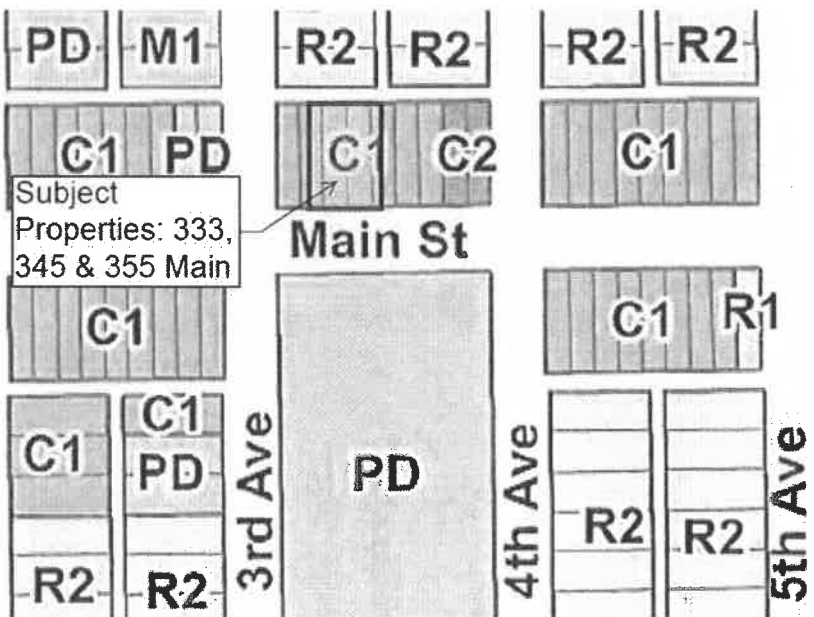 PD M1 R2 R2 R2 R2
C1 PD C1 C2 C1
Subject
Properties: 333,
345 & 355 Main
Main St
C1 C1 R1
C1 C1
PD PD
R2 R2 R2 R2
3rd Ave
4th Ave
5th Ave